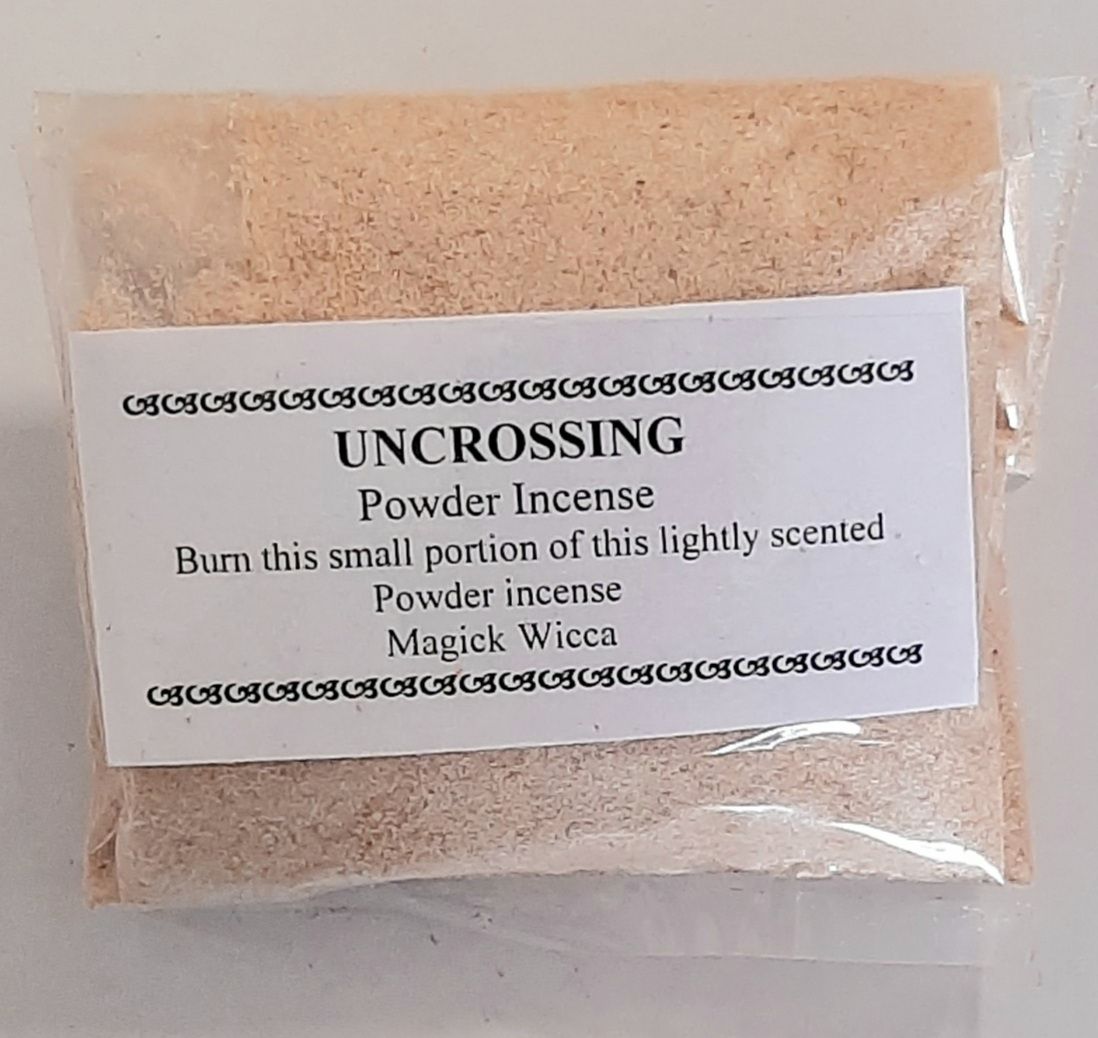 UNCROSSING
Powder Incense
Burn this small portion of this lightly scented
Powder incense
Magick Wicca